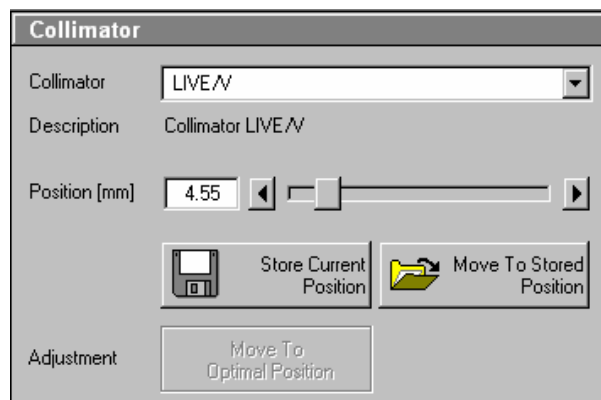 Collimator
Collimator LIVE/V
Description Collimator LIVE/V
Position [mm] 4.55
Store Current
Position
Move To Stored
Position
Adjustment
Move To
Optimal Position